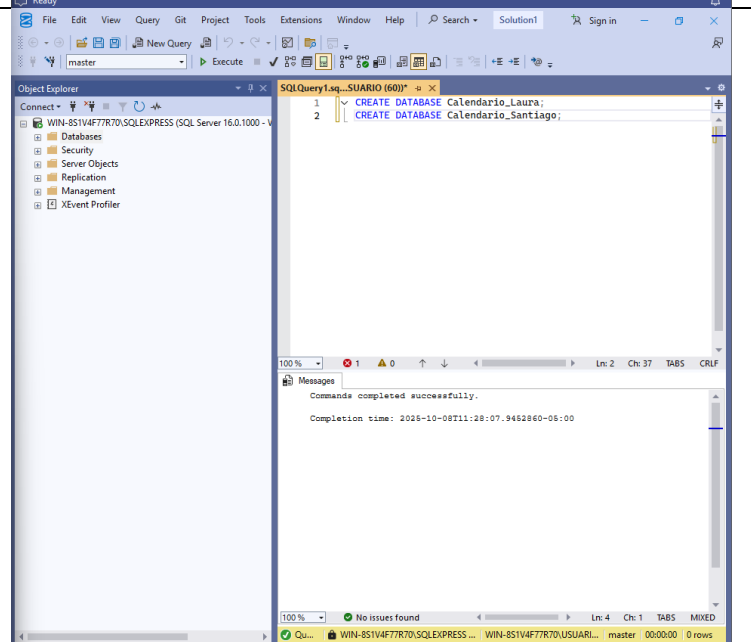 Ready
File Edit View Query Git Project Tools Extensions Window Help Search Solution1 Sign in
New Query
master Execute
Object Explorer
SQLQuery1.sq...SUARIO (60))*
Connect
WIN-8S1V4F77R70\SQLEXPRESS (SQL Server 16.0.1000 - W
Databases
Security
Server Objects
Replication
Management
XEvent Profiler
1 CREATE DATABASE Calendario_Laura;
2 CREATE DATABASE Calendario_Santiago;
100 % 1 0 Ln: 2 Ch: 37 TABS CRLF
Messages
Commands completed successfully.
Completion time: 2025-10-08T11:28:07.9452860-05:00
100 % No issues found Ln: 4 Ch: 1 TABS MIXED
Qu... WIN-8S1V4F77R70\SQLEXPRESS ... WIN-8S1V4F77R70\USUARI... master 00:00:00 0 rows